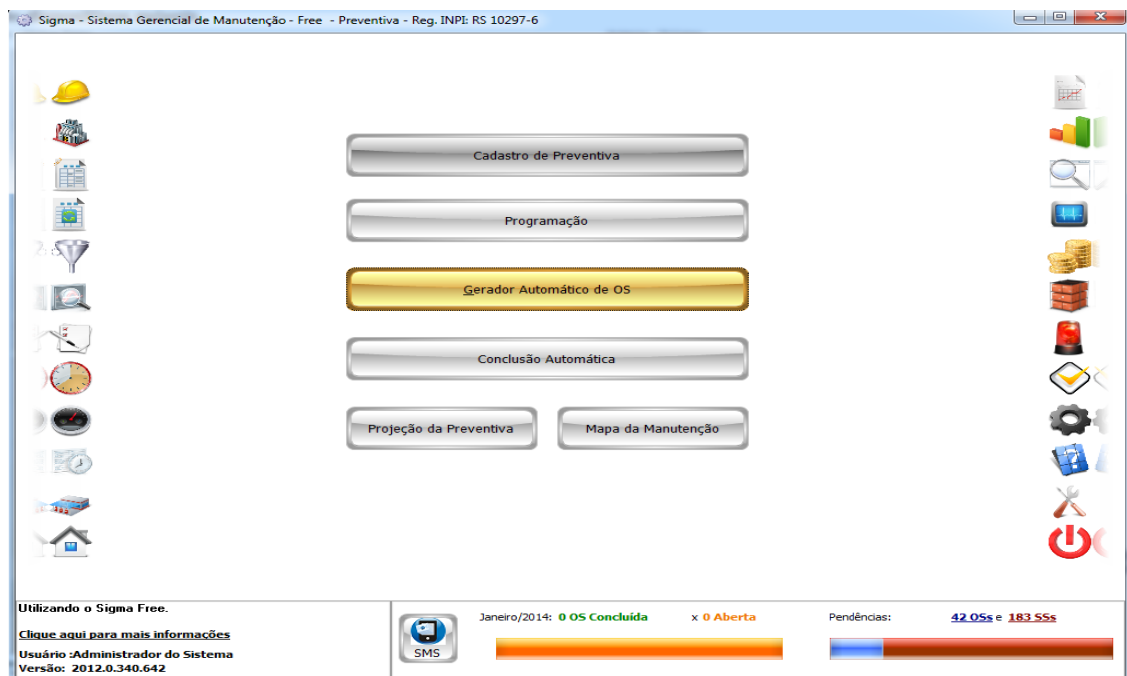 Sigma - Sistema Gerencial de Manutenção - Free - Preventiva - Reg. INPI: RS 10297-6
Cadastro de Preventiva
Programação
Gerador Automático de OS
Conclusão Automática
Projeção da Preventiva
Mapa da Manutenção
Utilizando o Sigma Free.
Clique aqui para mais informações
Usuário :Administrador do Sistema
Versão: 2012.0.340.642
SMS
Janeiro/2014: 0 OS Concluída x 0 Aberta
Pendências: 42 OSs e 183 SSs